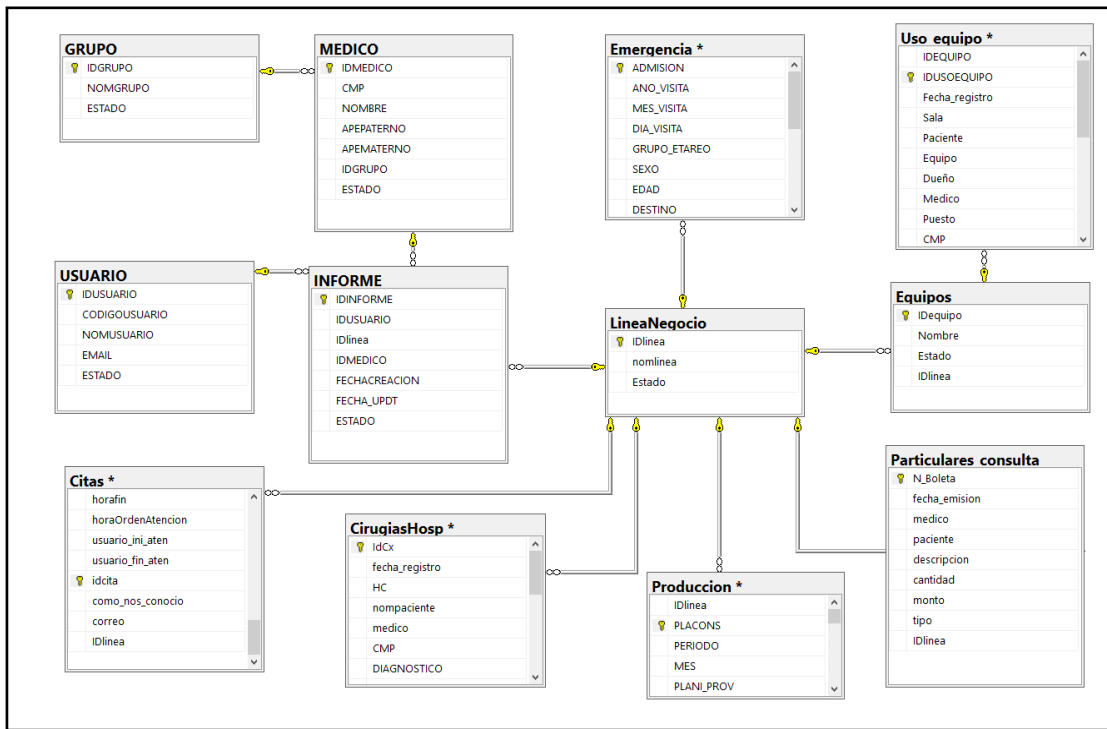 GRUPO
IDGRUPO
NOMGRUPO
ESTADO
MEDICO
IDMEDICO
CMP
NOMBRE
APEPATERNO
APEMATERNO
IDGRUPO
ESTADO
Emergencia *
ADMISION
ANO_VISITA
MES_VISITA
DIA_VISITA
GRUPO_ETAREO
SEXO
EDAD
DESTINO
Uso_equipo *
IDEQUIPO
IDUSOEQUIPO
Fecha_registro
Sala
Paciente
Equipo
Dueño
Medico
Puesto
CMP
USUARIO
IDUSUARIO
CODIGOUSUARIO
NOMUSUARIO
EMAIL
ESTADO
INFORME
IDINFORME
IDUSUARIO
IDlinea
IDMEDICO
FECHACREACION
FECHA_UPDT
ESTADO
LineaNegocio
IDlinea
nomlinea
Estado
Equipos
IDequipo
Nombre
Estado
IDlinea
Citas *
horafin
horaOrdenAtencion
usuario_ini_aten
usuario_fin_aten
idcita
como_nos_conocio
correo
IDlinea
CirugiasHosp *
IdCx
fecha_registro
HC
nompaciente
medico
CMP
DIAGNOSTICO
Produccion *
IDlinea
PLACONS
PERIODO
MES
PLANI_PROV
Particulares_consulta
N_Boleta
fecha_emision
medico
paciente
descripcion
cantidad
monto
tipo
IDlinea